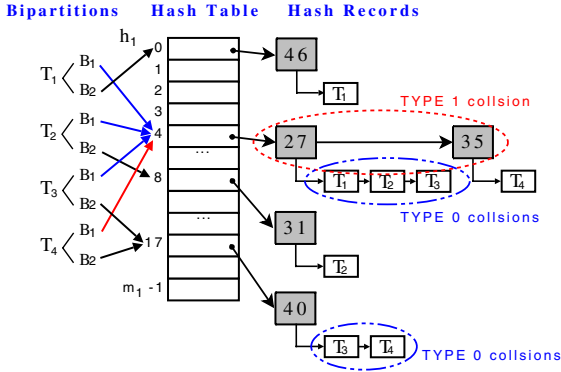 Bipartitions Hash Table Hash Records
h1
0
1
2
3
4
...
8
...
17
m1 -1
T1
B1
B2
T2
B1
B2
T3
B1
B2
T4
B1
B2
46
T1
TYPE 1 collsion
27
35
T1
T2
T3
T4
TYPE 0 collsions
31
T2
40
T3
T4
TYPE 0 collsions